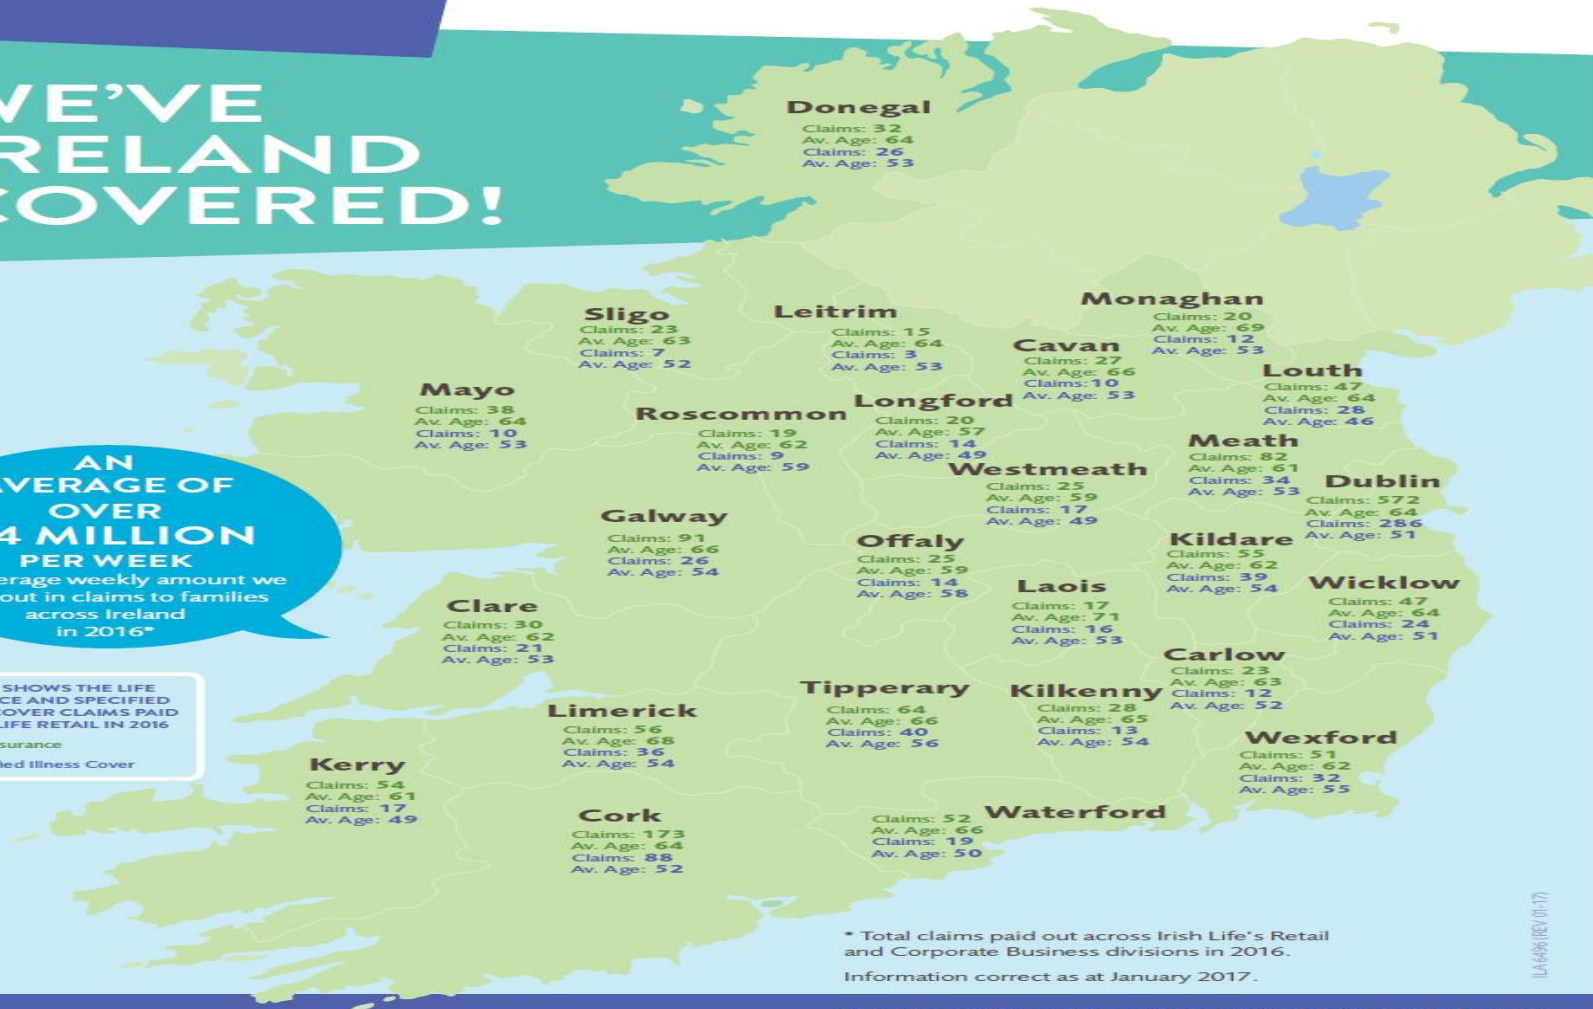 WE'VE
RELAND
COVERED!
Donegal
Claims: 32
Av. Age: 64
Claims: 26
Av. Age: 53
Sligo
Claims: 23
Av. Age: 63
Claims: 7
Av. Age: 52
Leitrim
Claims: 15
Av. Age: 64
Claims: 3
Av. Age: 53
Monaghan
Claims: 20
Av. Age: 69
Claims: 12
Av. Age: 53
Cavan
Claims: 27
Av. Age: 66
Claims:10
Av. Age: 53
Louth
Claims: 47
Av. Age: 64
Claims: 28
Av. Age: 46
Mayo
Claims: 38
Av. Age: 64
Claims: 10
Av. Age: 53
Roscommon
Claims: 19
Av. Age: 62
Claims: 9
Av. Age: 59
Longford
Claims: 20
Av. Age: 57
Claims: 14
Av. Age: 49
Meath
Claims: 82
Av. Age: 61
Claims: 34
Av. Age: 53
Westmeath
Claims: 25
Av. Age: 59
Claims: 17
Av. Age: 49
Dublin
Claims: 572
Av. Age: 64
Claims: 286
Av. Age: 51
AN
AVERAGE OF
OVER
4 MILLION
PER WEEK
erage weekly amount we
out in claims to families
across Ireland
in 2016*
Galway
Claims: 91
Av. Age: 66
Claims: 26
Av. Age: 54
Offaly
Claims: 25
Av. Age: 59
Claims: 14
Av. Age: 58
Kildare
Claims: 55
Av. Age: 62
Claims: 39
Av. Age: 54
Laois
Claims: 17
Av. Age: 71
Claims: 16
Av. Age: 53
Wicklow
Claims: 47
Av. Age: 64
Claims: 24
Av. Age: 51
Clare
Claims: 30
Av. Age: 62
Claims: 21
Av. Age: 53
Carlow
Claims: 23
Av. Age: 63
Claims: 12
Av. Age: 52
SHOWS THE LIFE
CE AND SPECIFIED
COVER CLAIMS PAID
LIFE RETAIL IN 2016
surance
ied Illness Cover
Tipperary
Claims: 64
Av. Age: 66
Claims: 40
Av. Age: 56
Kilkenny
Claims: 28
Av. Age: 65
Claims: 13
Av. Age: 54
Limerick
Claims: 56
Av. Age: 68
Claims: 36
Av. Age: 54
Wexford
Claims: 51
Av. Age: 62
Claims: 32
Av. Age: 55
Kerry
Claims: 54
Av. Age: 61
Claims: 17
Av. Age: 49
Cork
Claims: 173
Av. Age: 64
Claims: 88
Av. Age: 52
Waterford
Claims: 52
Av. Age: 66
Claims: 19
Av. Age: 50
* Total claims paid out across Irish Life's Retail
and Corporate Business divisions in 2016.
Information correct as at January 2017.
ILA 6496 (REV 01-17)